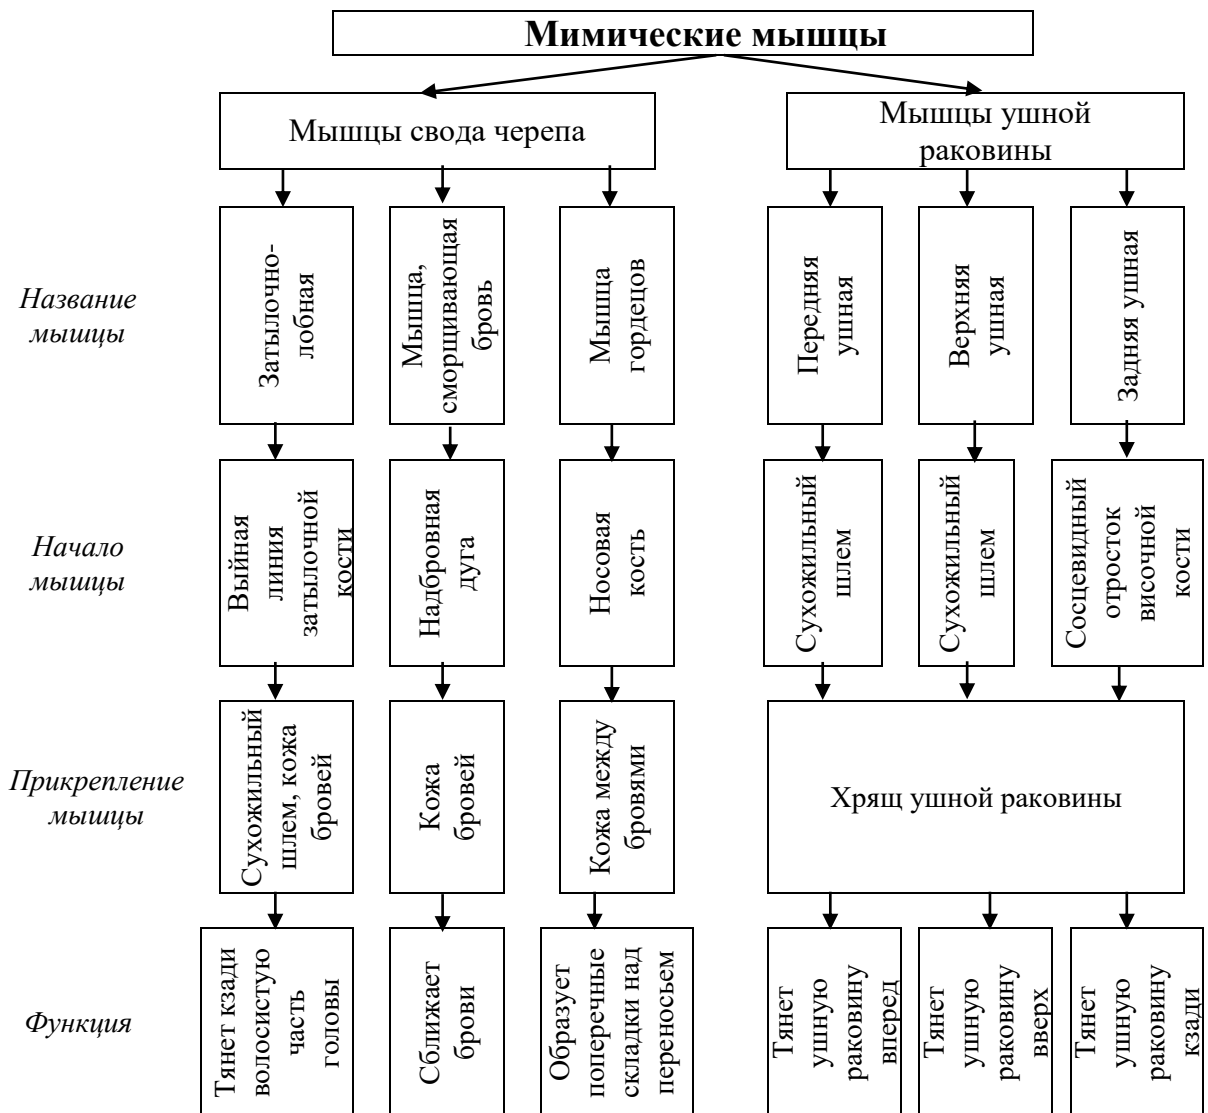 Мимические мышцы
Мышцы свода черепа
Мышцы ушной
раковины
Название
мышцы
Затылочно-
лобная
Мышца,
сморщивающая
бровь
Мышца
гордецов
Передняя
ушная
Верхняя
ушная
Задняя ушная
Начало
мышцы
Выйная
линия
затылочной
кости
Надбровная
дуга
Носовая
кость
Сухожильный
шлем
Сухожильный
шлем
Сосцевидный
отросток
височной
кости
Прикрепление
мышцы
Сухожильный
шлем, кожа
бровей
Кожа
бровей
Кожа между
бровями
Хрящ ушной раковины
Функция
Тянет кзади
волосистую
часть
головы
Сближает
брови
Образует
поперечные
складки над
переносьем
Тянет
ушную
раковину
вперед
Тянет
ушную
раковину
вверх
Тянет
ушную
раковину
кзади